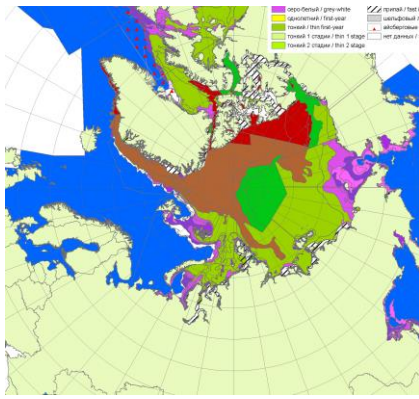 серо-белый / grey-white
однолетний / first-year
тонкий / thin first-year
тонкий 1 стадии / thin 1 stage
тонкий 2 стадии / thin 2 stage
припай / fast
шельфовый
айсберговые
нет данных /